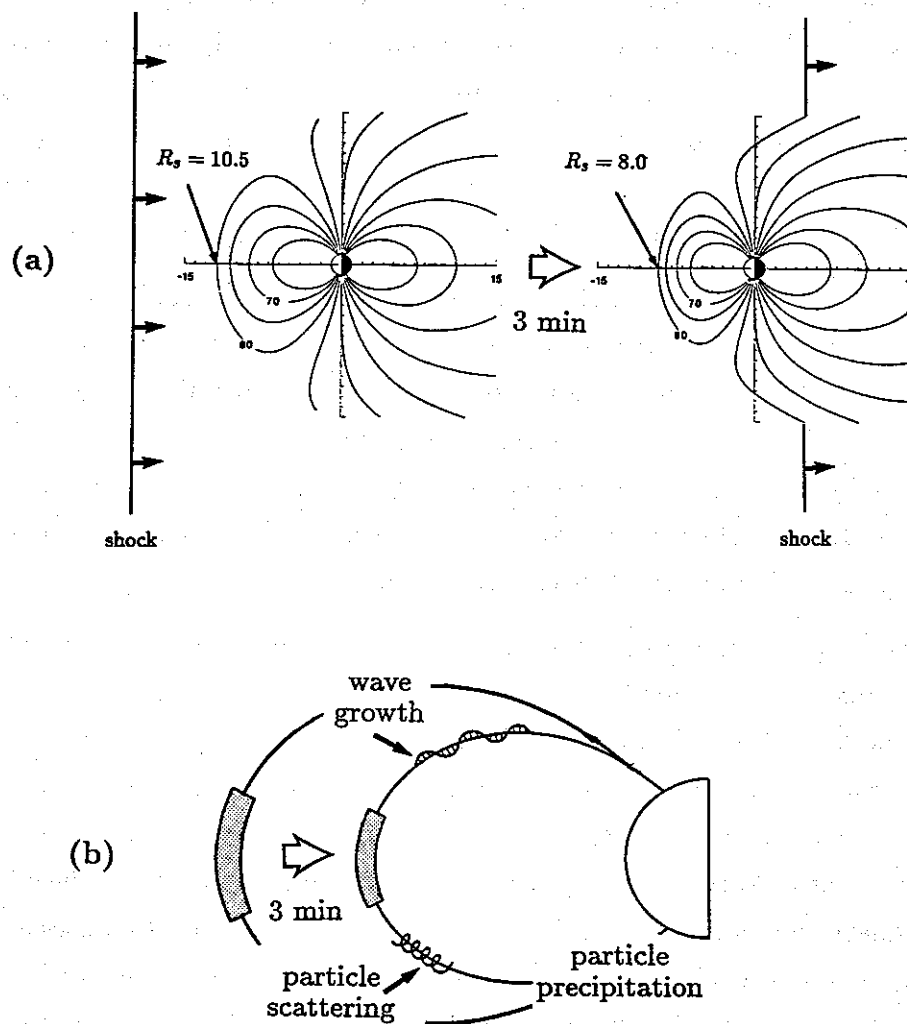 (a)
R_s = 10.5
-15
15
70
80
shock
3 min
R_s = 8.0
-15
70
80
shock
(b)
wave
growth
3 min
particle
scattering
particle
precipitation